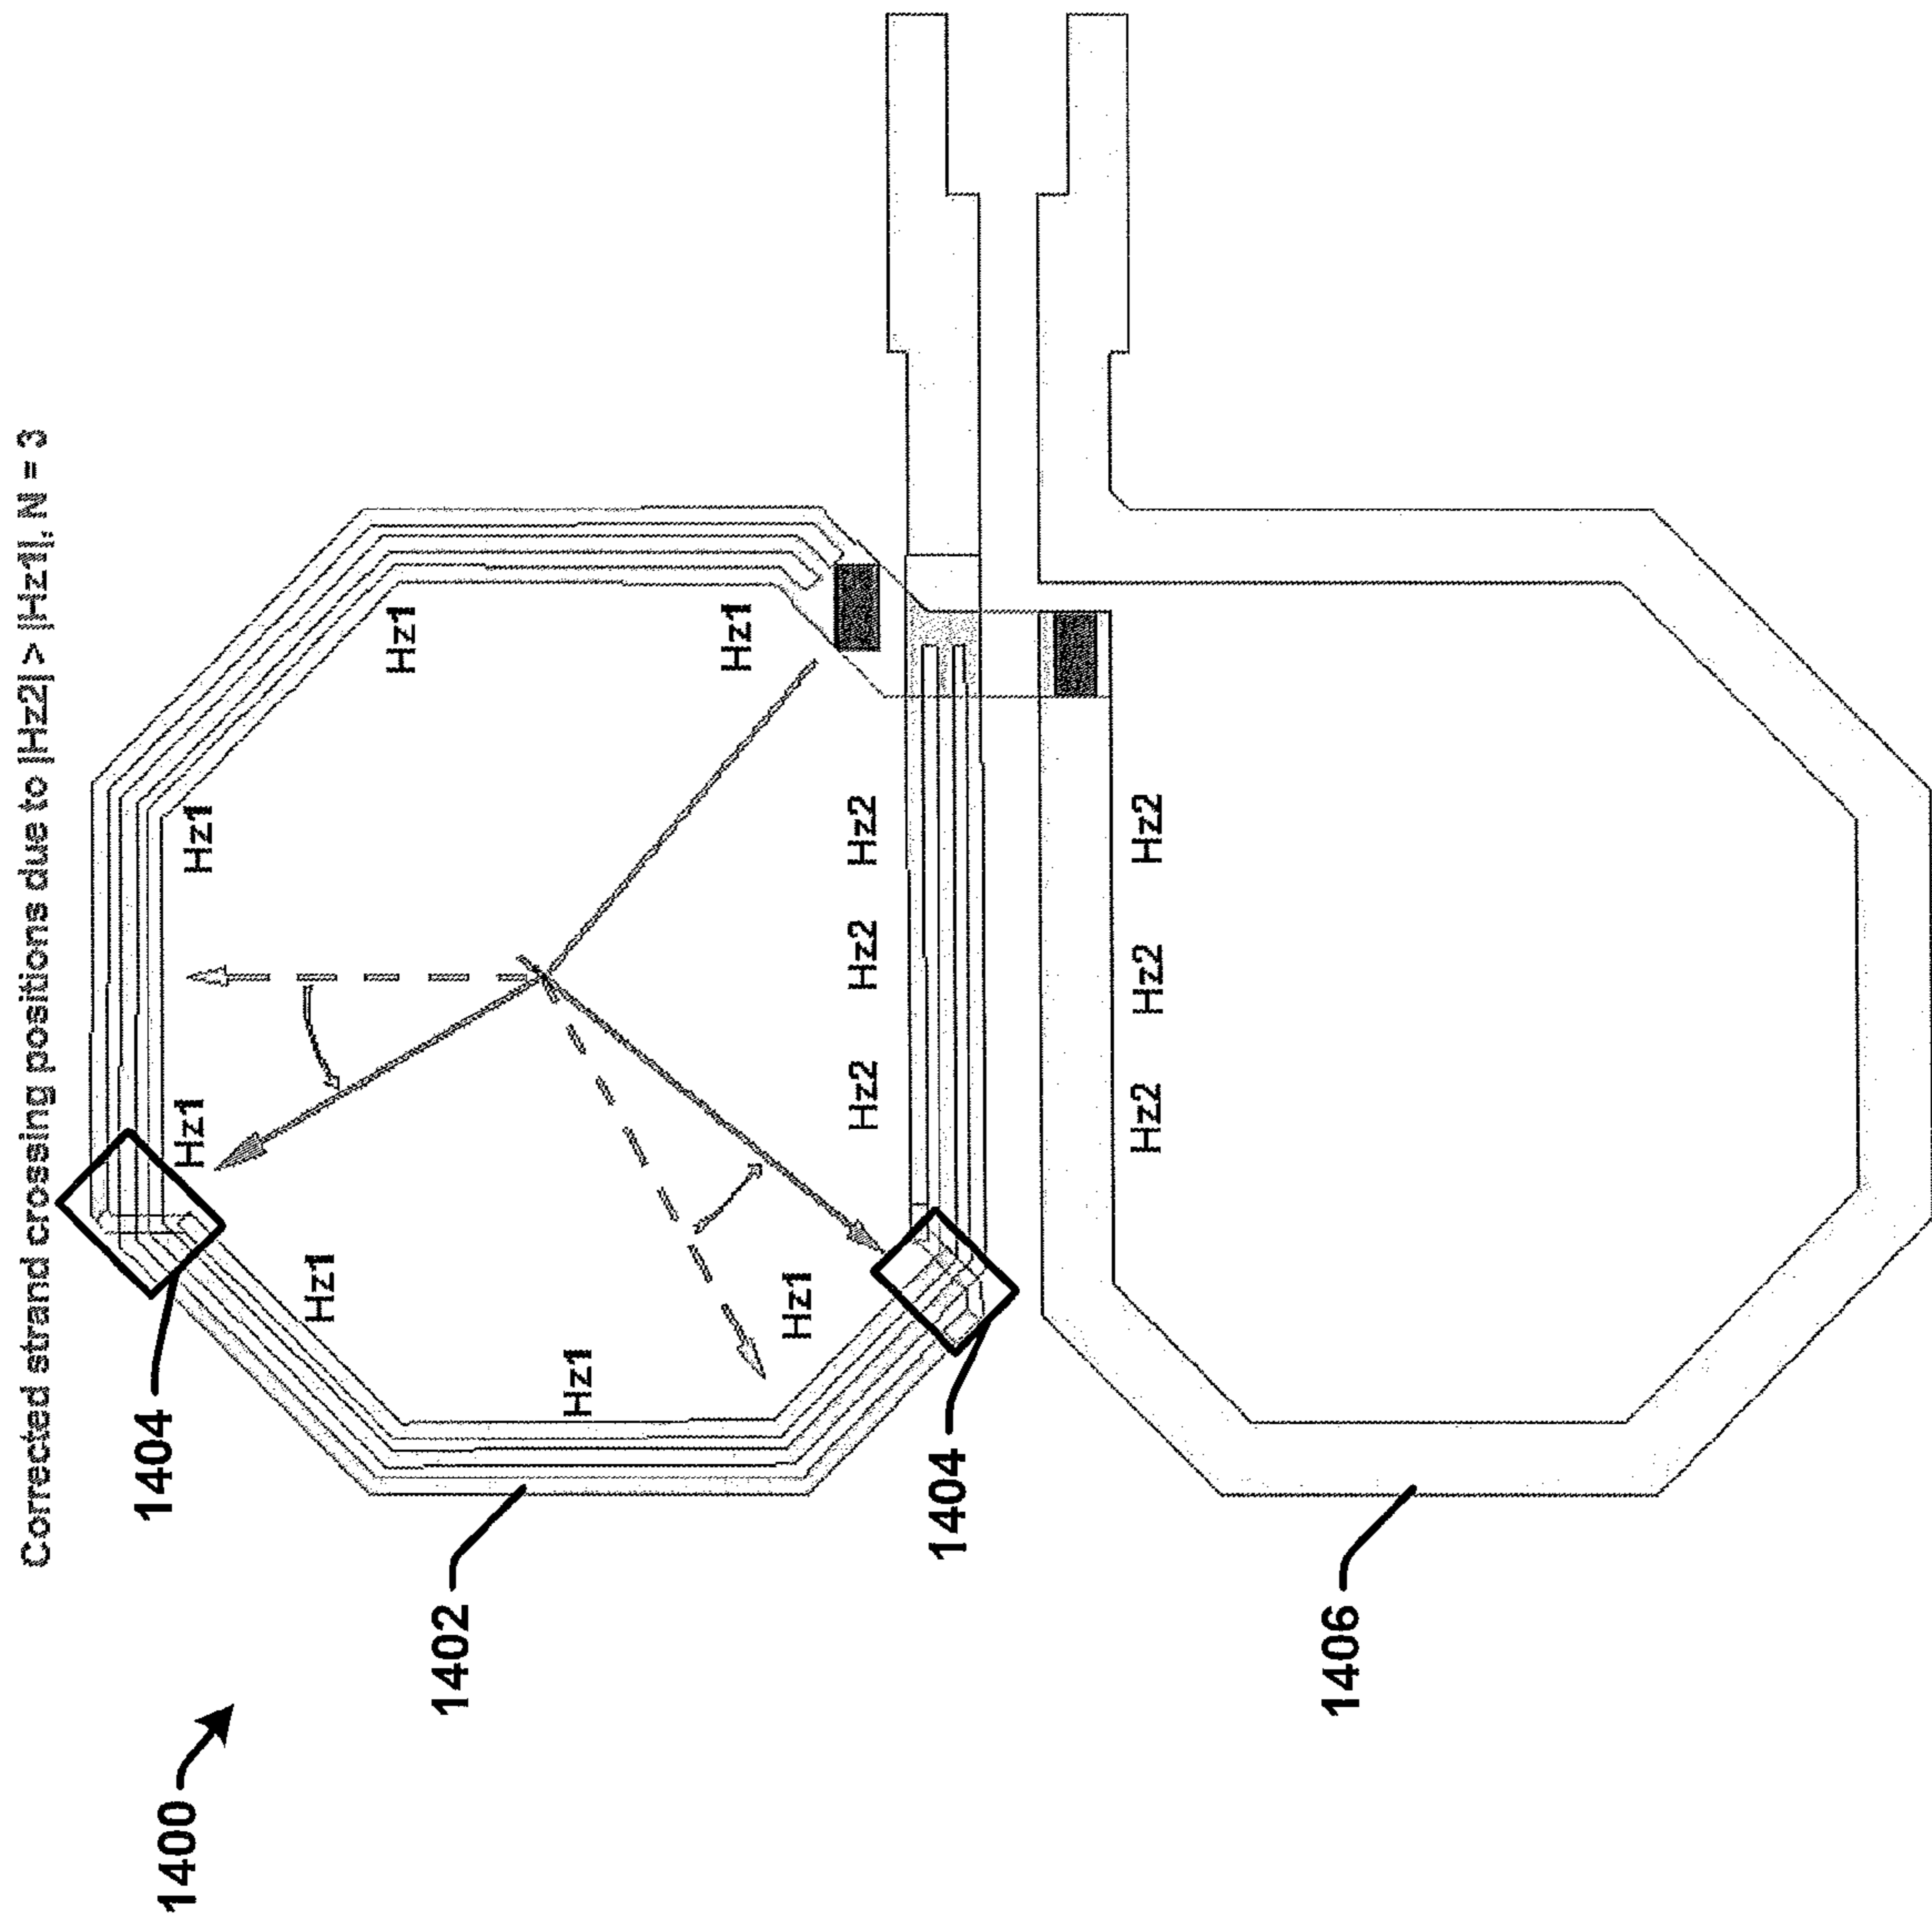 Corrected strand crossing positions due to |Hz2| > |Hz1|, N = 3
1400
1404
Hz1
Hz1
Hz1
Hz1
1402
Hz1
Hz1
Hz1
Hz2 Hz2 Hz2
1404
Hz2 Hz2 Hz2
1406